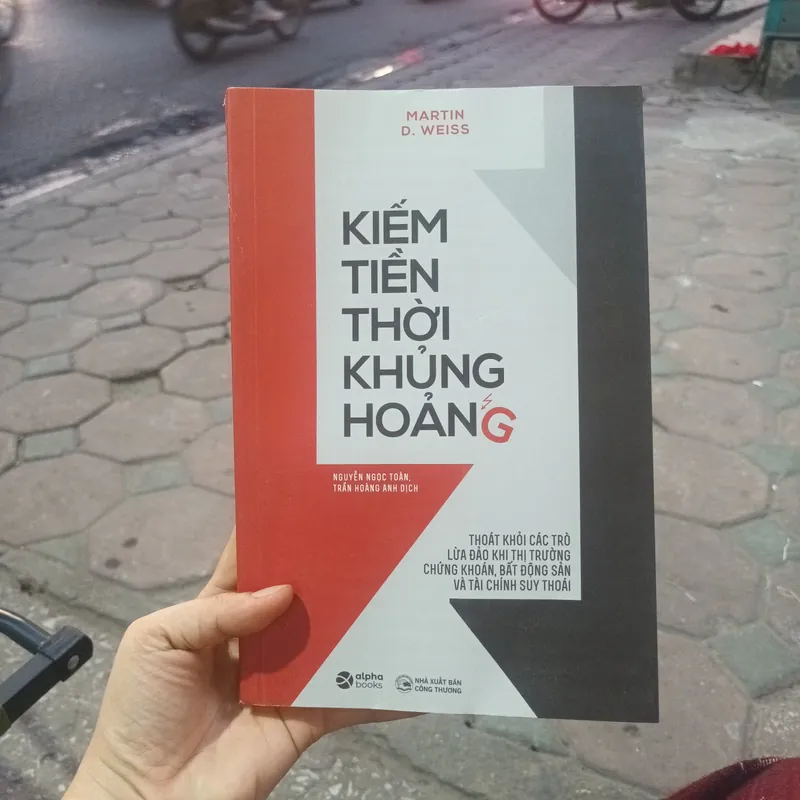 MARTIN
D. WEISS
KIẾM
TIỀN
THỜI
KHỦNG
HOẢNG
NGUYỄN NGỌC TOÀN,
TRẦN HOÀNG ANH DỊCH
THOÁT KHỎI CÁC TRÒ
LỪA ĐẢO KHI THỊ TRƯỜNG
CHỨNG KHOÁN, BẤT ĐỘNG SẢN
VÀ TÀI CHÍNH SUY THOÁI
alpha
books
NHÀ XUẤT BẢN
CÔNG THƯƠNG